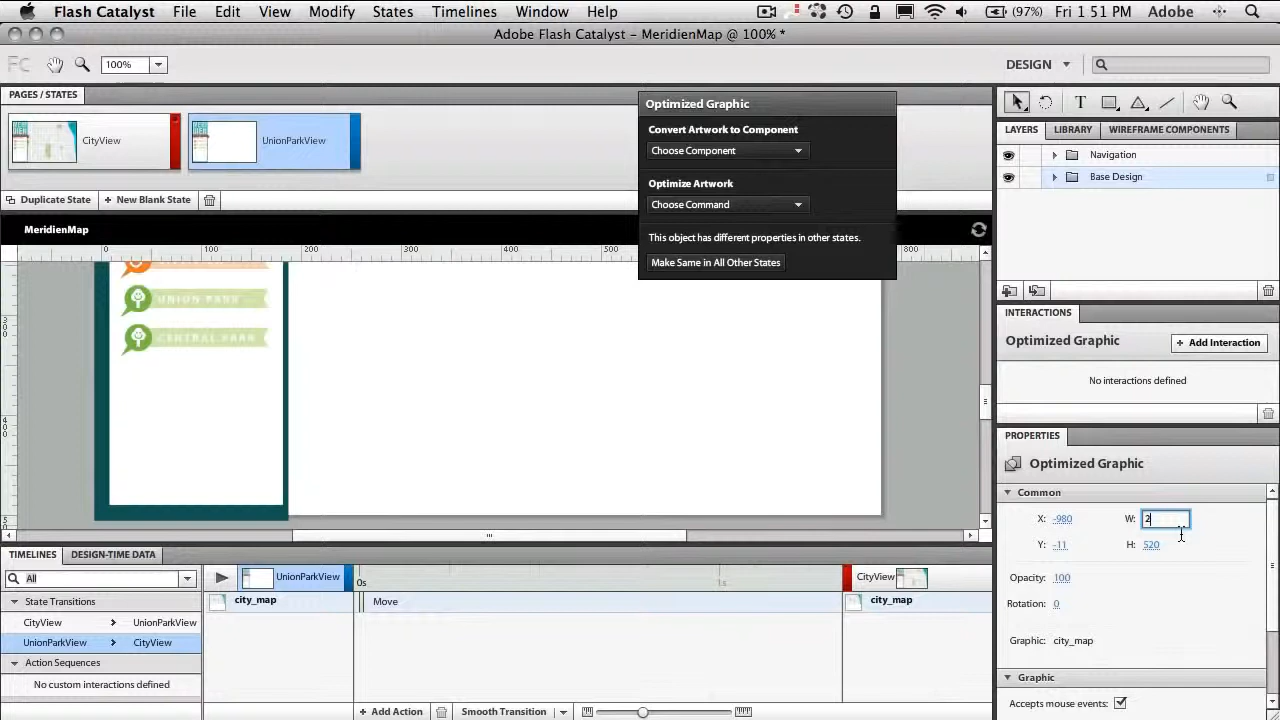 Flash Catalyst File Edit View Modify States Timelines Window Help (97%) Fri 1 51 PM Adobe
Adobe Flash Catalyst – MeridienMap @ 100% *
FC 100% DESIGN
PAGES / STATES
CityView UnionParkView
Duplicate State + New Blank State
MeridienMap
0 100 200 300 400 500 800
300
400
UNION PARK
CENTRAL PARK
Optimized Graphic
Convert Artwork to Component
Choose Component
Optimize Artwork
Choose Command
This object has different properties in other states.
Make Same in All Other States
T
LAYERS LIBRARY WIREFRAME COMPONENTS
Navigation
Base Design
INTERACTIONS
Optimized Graphic + Add Interaction
No interactions defined
PROPERTIES
Optimized Graphic
Common
X: -980 W: 2
Y: -11 H: 520
Opacity: 100
Rotation: 0
Graphic: city_map
Graphic
Accepts mouse events:
TIMELINES DESIGN-TIME DATA
All
State Transitions
CityView UnionParkView
UnionParkView CityView
Action Sequences
No custom interactions defined
UnionParkView 0s 1s CityView
city_map Move city_map
+ Add Action Smooth Transition